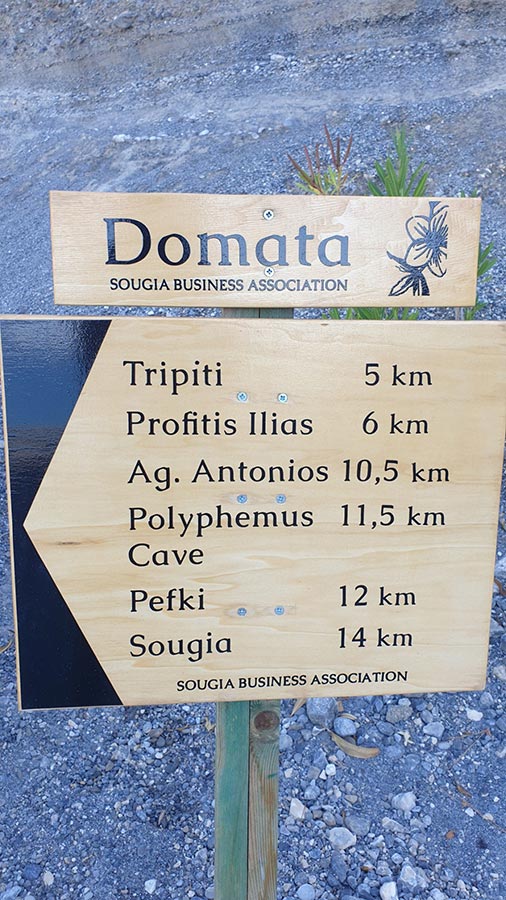 Domata
SOUGIA BUSINESS ASSOCIATION
Tripiti 5 km
Profitis Ilias 6 km
Ag. Antonios 10,5 km
Polyphemus 11,5 km
Cave
Pefki 12 km
Sougia 14 km
SOUGIA BUSINESS ASSOCIATION